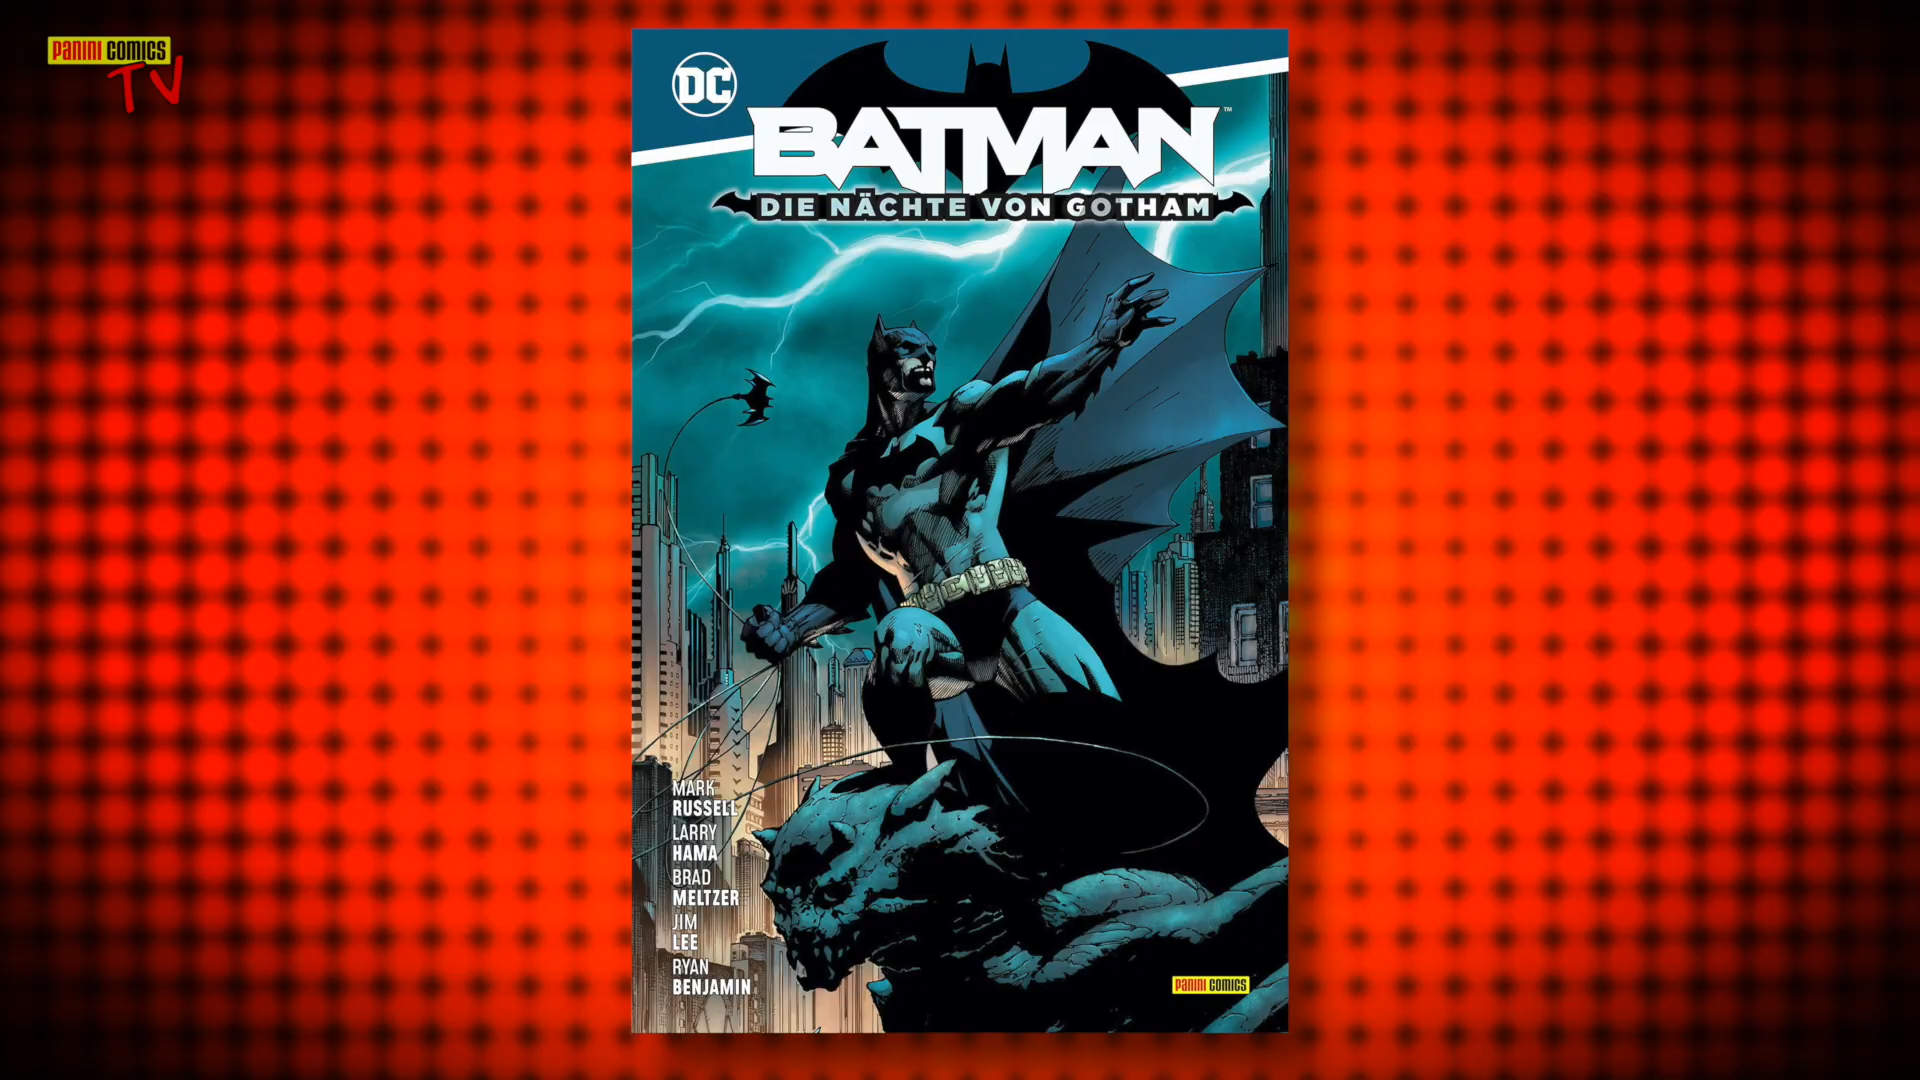 PANINI COMICS
TV
DC
BATMAN™
DIE NÄCHTE VON GOTHAM
MARK
RUSSELL
LARRY
HAMA
BRAD
MELTZER
JIM
LEE
RYAN
BENJAMIN
PANINI COMICS